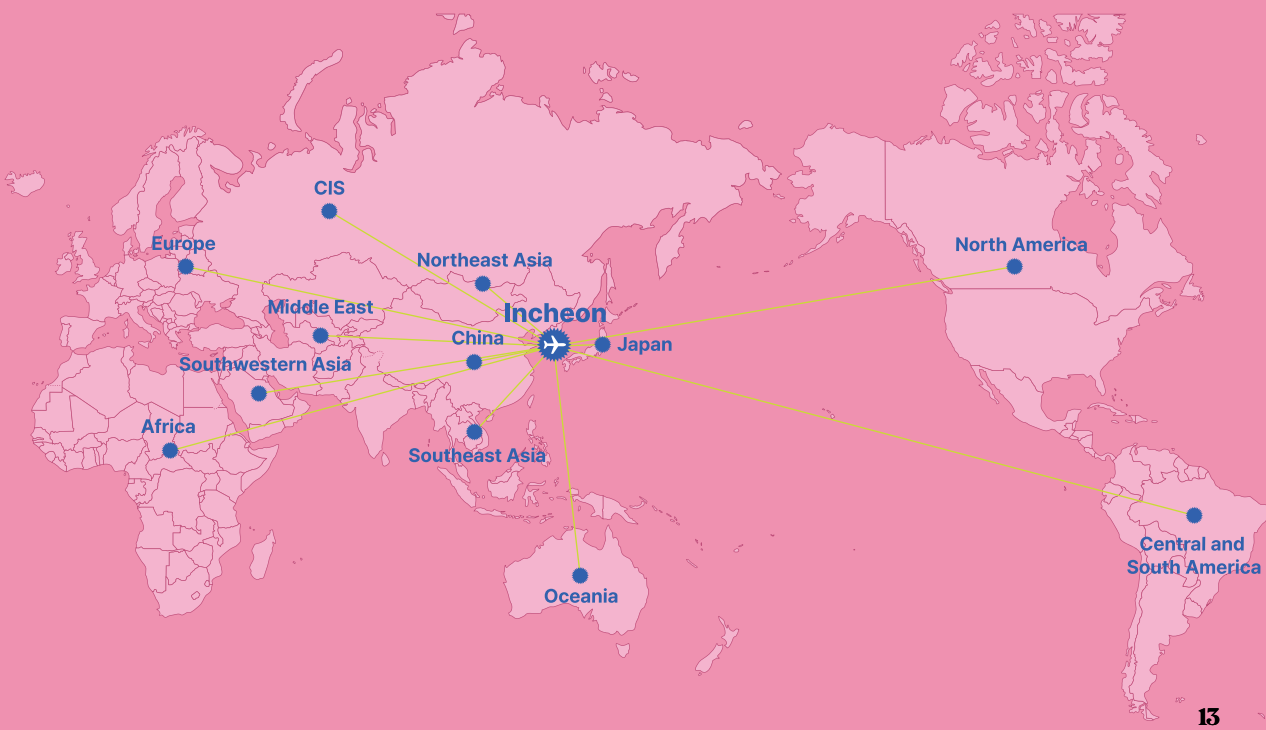 CIS
Europe
Northeast Asia
North America
Middle East
Incheon
China
Japan
Southwestern Asia
Africa
Southeast Asia
Central and
South America
Oceania
13